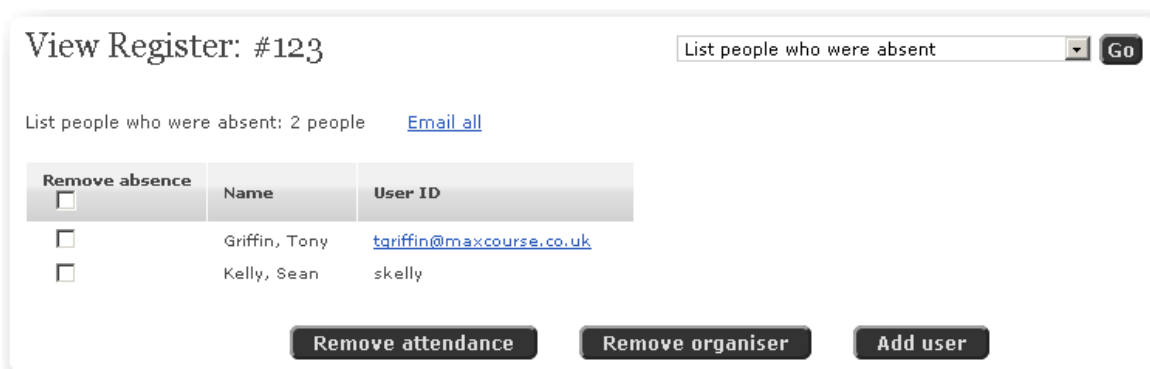 View Register: #123
List people who were absent
Go
List people who were absent: 2 people Email all
Remove absence Name User ID
Griffin, Tony tgriffin@maxcourse.co.uk
Kelly, Sean skelly
Remove attendance Remove organiser Add user